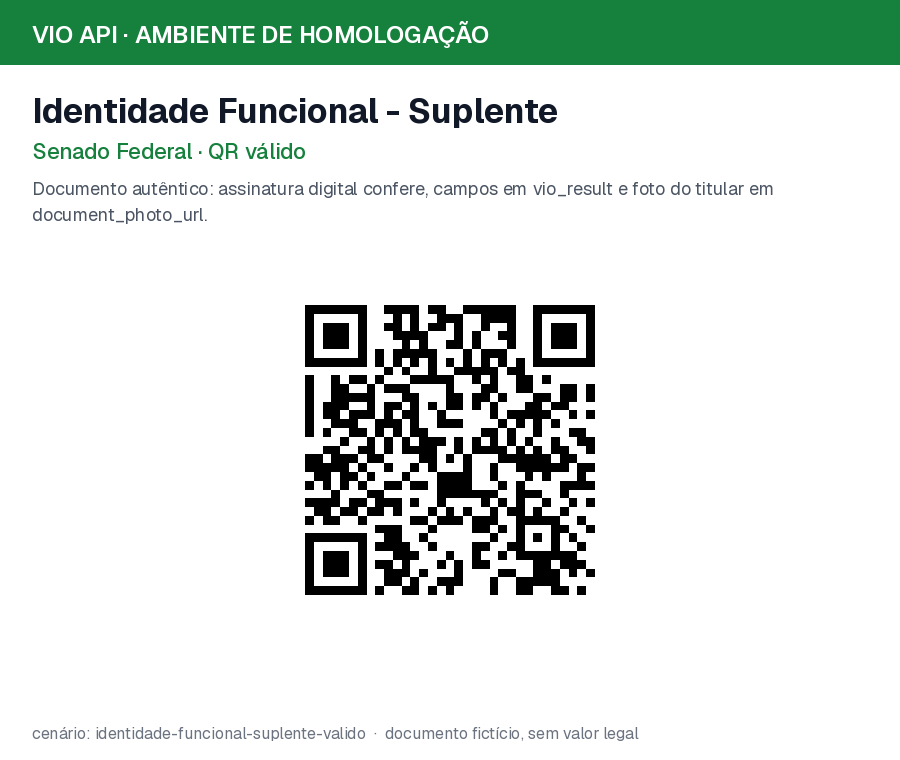 VIO API · AMBIENTE DE HOMOLOGAÇÃO
Identidade Funcional - Suplente
Senado Federal · QR válido
Documento autêntico: assinatura digital confere, campos em vio_result e foto do titular em
document_photo_url.
cenário: identidade-funcional-suplente-valido · documento fictício, sem valor legal